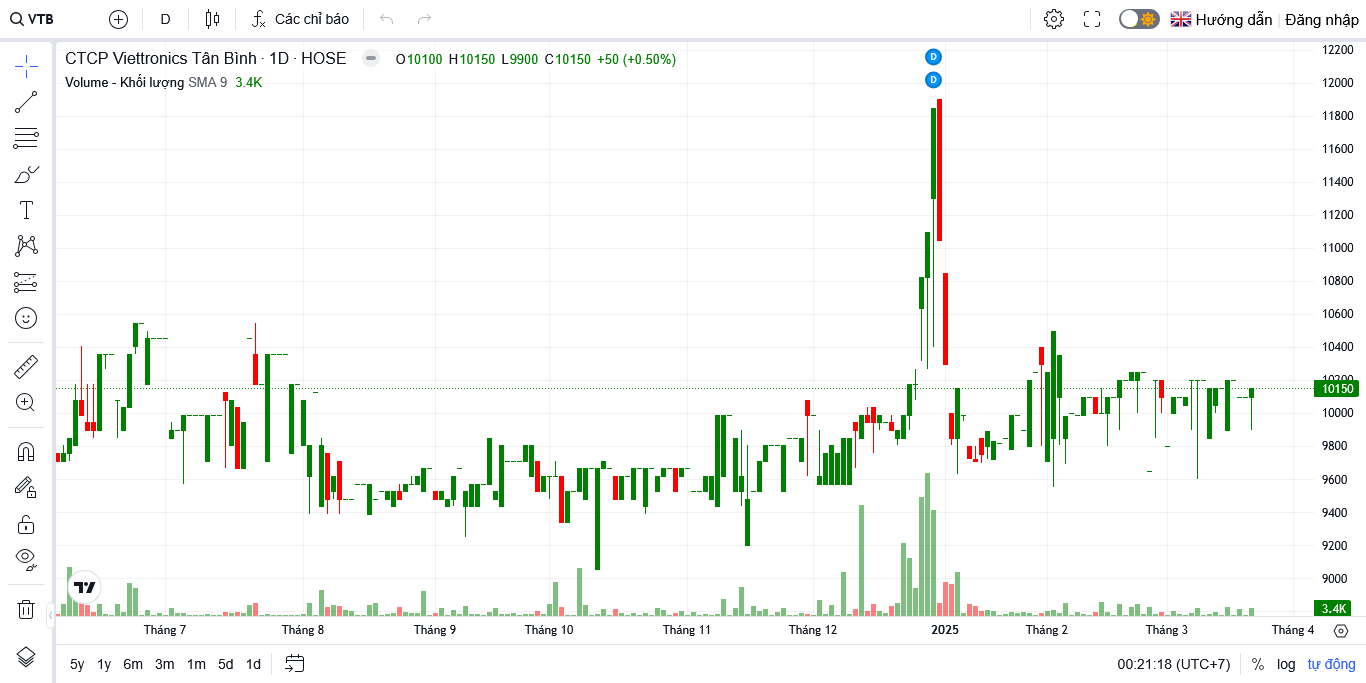 VTB D Các chỉ báo Hướng dẫn Đăng nhập
CTCP Viettronics Tân Bình · 1D · HOSE O10100 H10150 L9900 C10150 +50 (+0.50%)
Volume - Khối lượng SMA 9 3.4K
D
D
12200
12000
11800
11600
11400
11200
11000
10800
10600
10400
10200
10150
10000
9800
9600
9400
9200
9000
3.4K
Tháng 7 Tháng 8 Tháng 9 Tháng 10 Tháng 11 Tháng 12 2025 Tháng 2 Tháng 3 Tháng 4
5y 1y 6m 3m 1m 5d 1d 00:21:18 (UTC+7) % log tự động